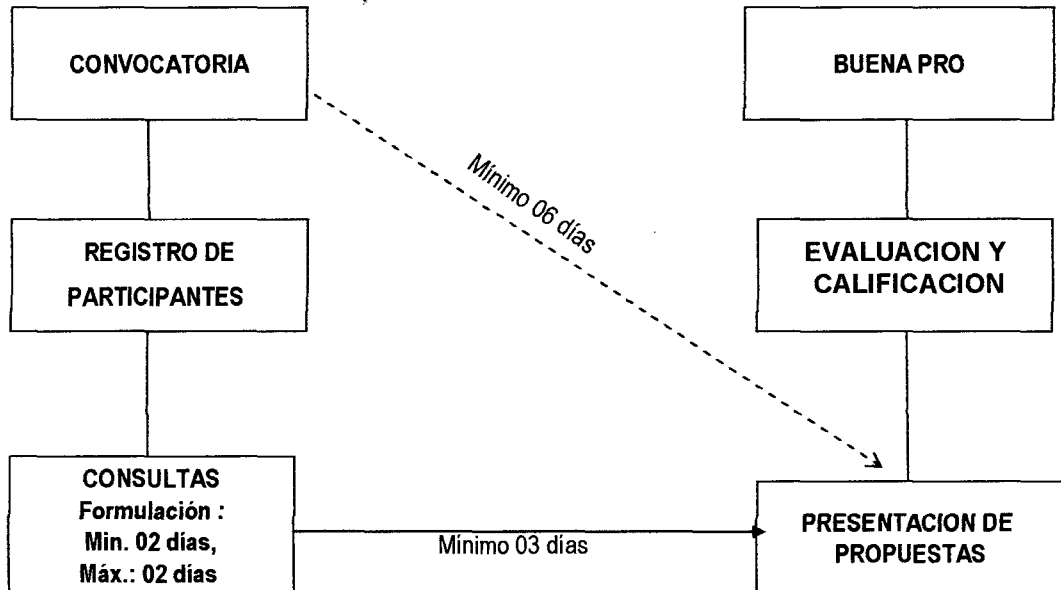 CONVOCATORIA
BUENA PRO
Mínimo 06 días
REGISTRO DE
PARTICIPANTES
EVALUACION Y
CALIFICACION
CONSULTAS
Formulación :
Min. 02 días,
Máx.: 02 días
Mínimo 03 dias
PRESENTACION DE
PROPUESTAS